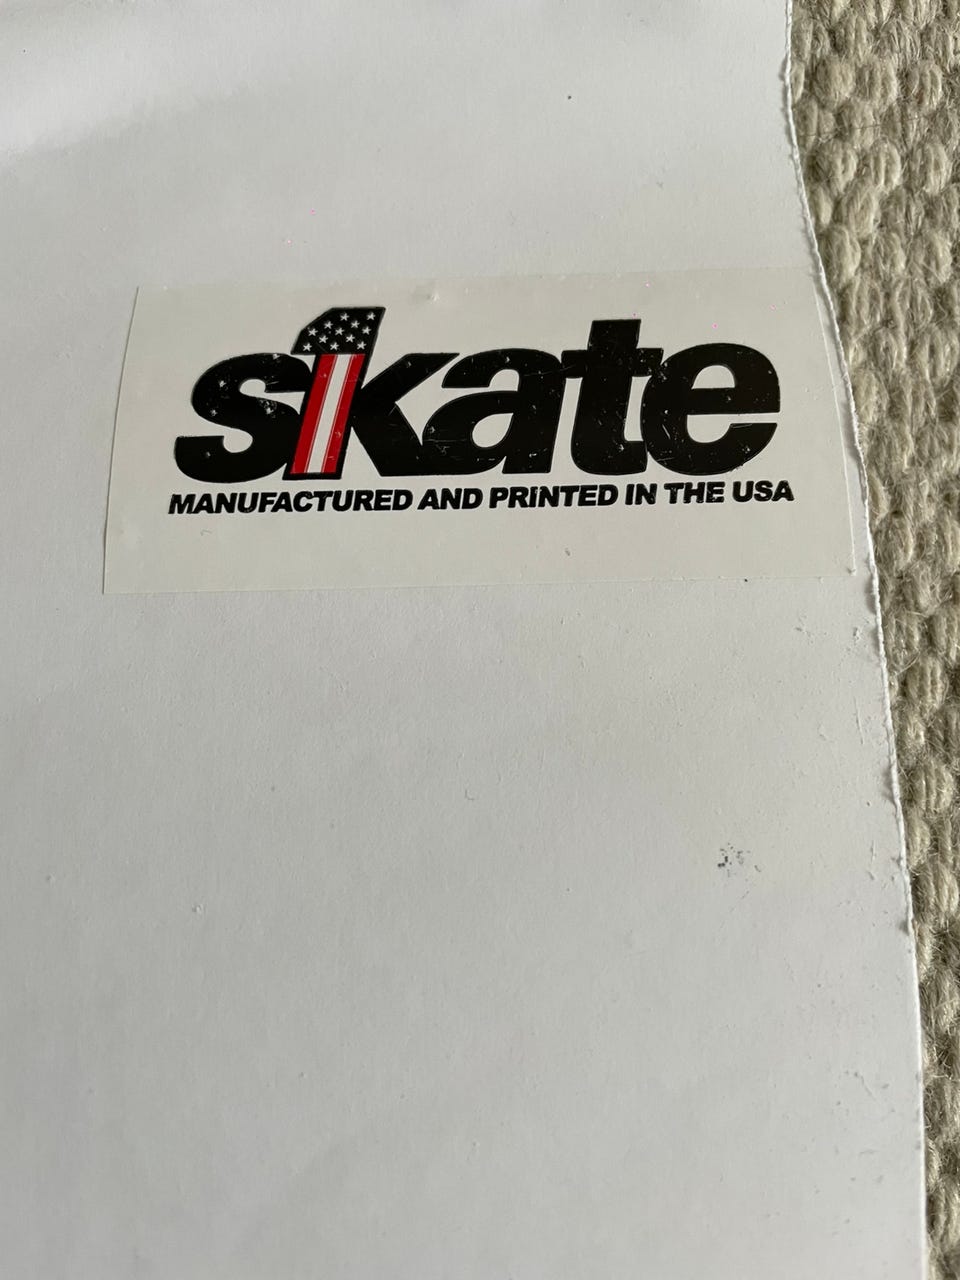 s1kate
MANUFACTURED AND PRINTED IN THE USA